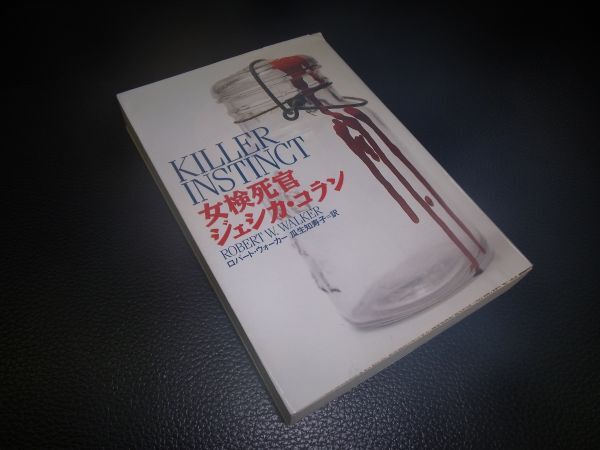 KILLER
INSTINCT
女検死官
ジェシカ・コラン
ROBERT W. WALKER
ロバート・ウォーカー 瓜生知寿子=訳